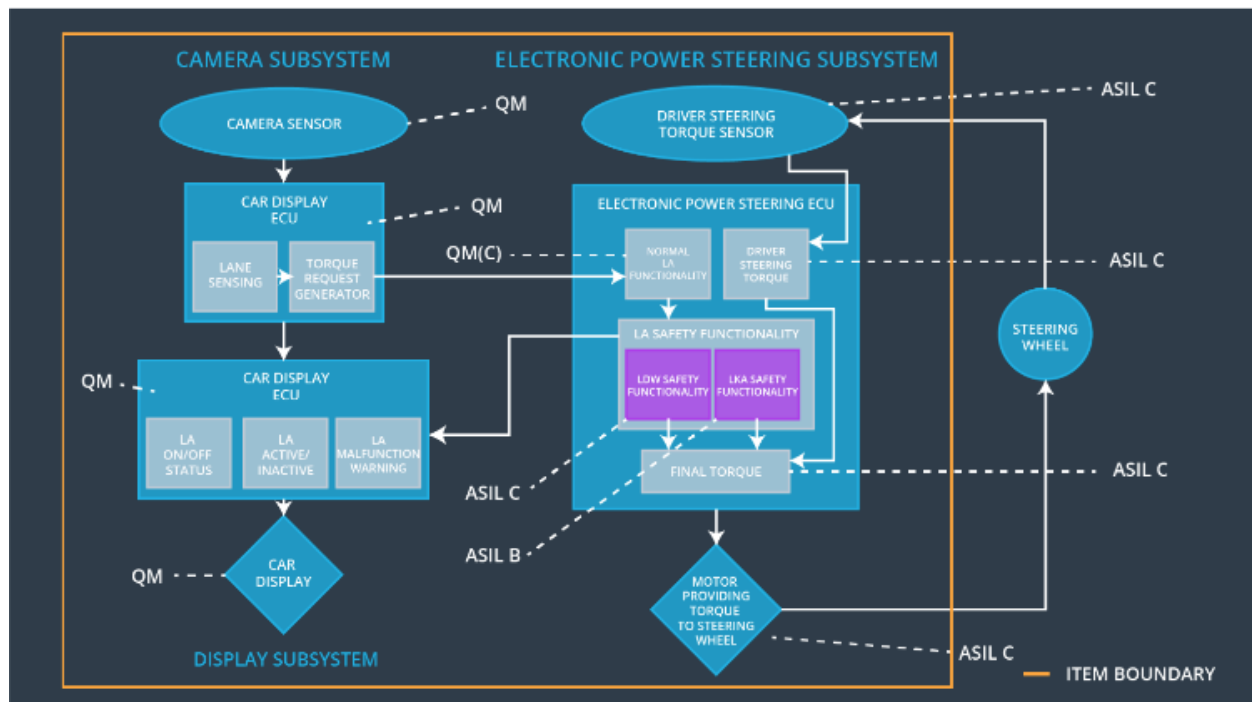 CAMERA SUBSYSTEM
ELECTRONIC POWER STEERING SUBSYSTEM
CAMERA SENSOR
QM
DRIVER STEERING
TORQUE SENSOR
ASIL C
CAR DISPLAY
ECU
QM
LANE
SENSING
TORQUE
REQUEST
GENERATOR
ELECTRONIC POWER STEERING ECU
QM(C)
NORMAL
LA
FUNCTIONALITY
DRIVER
STEERING
TORQUE
ASIL C
LA SAFETY FUNCTIONALITY
LDW SAFETY
FUNCTIONALITY
LKA SAFETY
FUNCTIONALITY
STEERING
WHEEL
QM
CAR DISPLAY
ECU
LA
ON/OFF
STATUS
LA
ACTIVE/
INACTIVE
LA
MALFUNCTION
WARNING
FINAL TORQUE
ASIL C
ASIL C
ASIL B
QM
CAR
DISPLAY
MOTOR
PROVIDING
TORQUE
TO STEERING
WHEEL
ASIL C
DISPLAY SUBSYSTEM
ITEM BOUNDARY